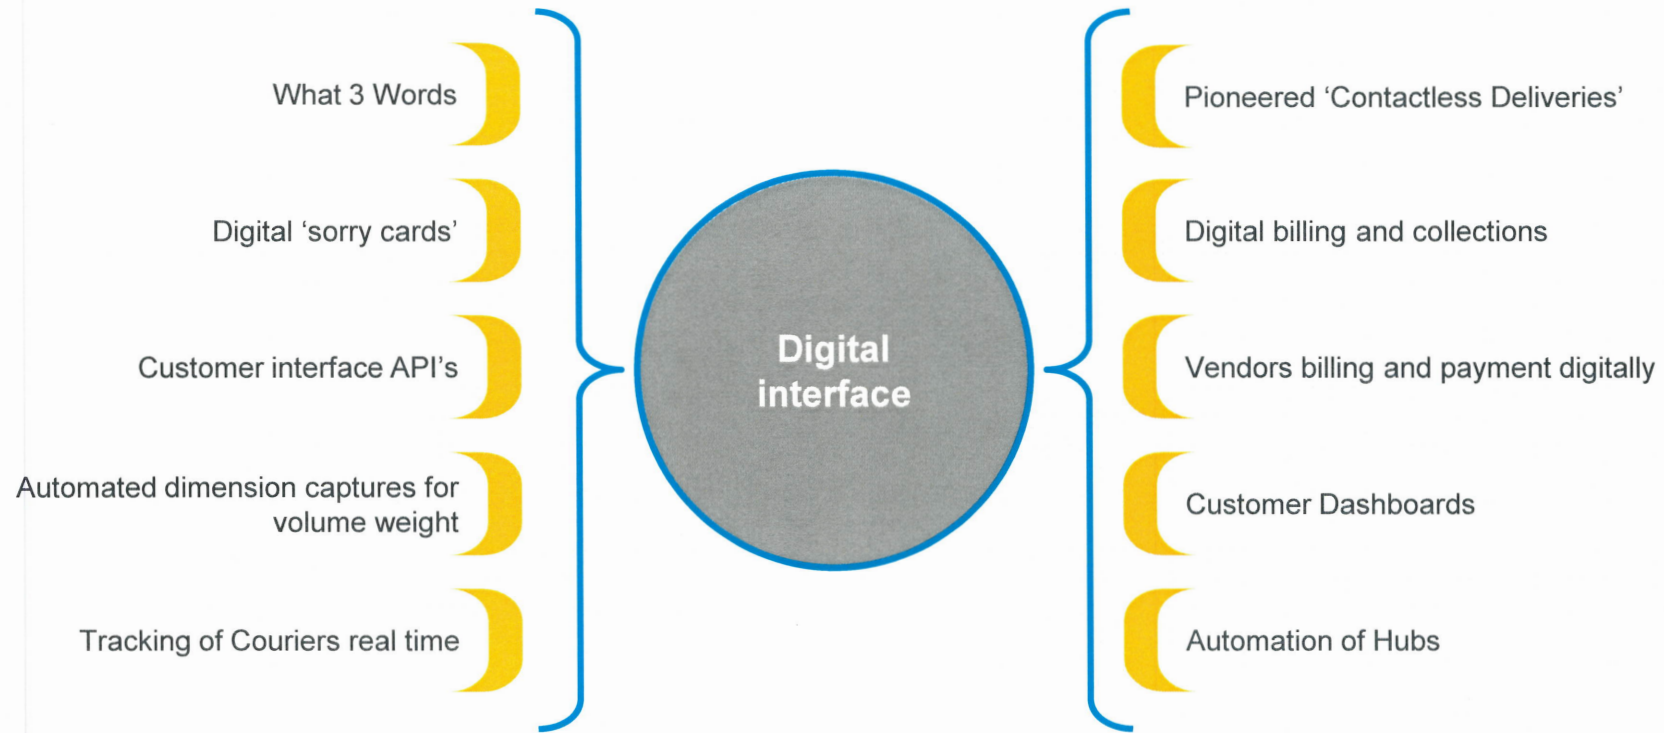 What 3 Words
Digital ‘sorry cards’
Customer interface API’s
Automated dimension captures for
volume weight
Tracking of Couriers real time
Digital
interface
Pioneered ‘Contactless Deliveries’
Digital billing and collections
Vendors billing and payment digitally
Customer Dashboards
Automation of Hubs